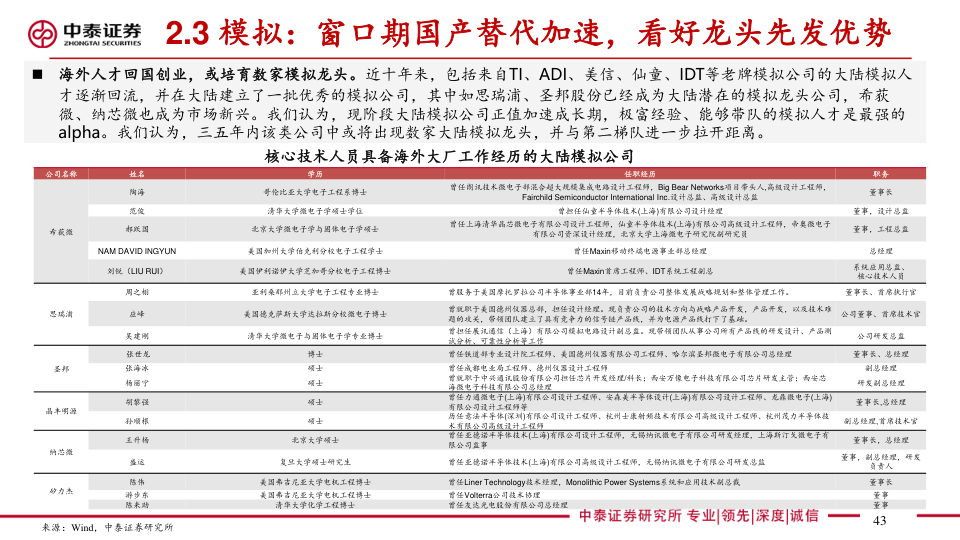 中泰证券
ZHONGTAI SECURITIES
2.3 模拟：窗口期国产替代加速，看好龙头先发优势
■ 海外人才回国创业，或培育数家模拟龙头。近十年来，包括来自TI、ADI、美信、仙童、IDT等老牌模拟公司的大陆模拟人
才逐渐回流，并在大陆建立了一批优秀的模拟公司，其中如思瑞浦、圣邦股份已经成为大陆潜在的模拟龙头公司，希荻
微、纳芯微也成为市场新兴。我们认为，现阶段大陆模拟公司正值加速成长期，极富经验、能够带队的模拟人才是最强的
alpha。我们认为，三五年内该类公司中或将出现数家大陆模拟龙头，并与第二梯队进一步拉开距离。
核心技术人员具备海外大厂工作经历的大陆模拟公司
公司名称 姓名 学历 任职经历 职务
希荻微
陶海 哥伦比亚大学电子工程系博士 曾任朗讯技术微电子部混合超大规模集成电路设计工程师，Big Bear Networks项目带头人,高级设计工程师，
Fairchild Semiconductor International Inc.设计总监、高级设计总监 董事长
范俊 清华大学微电子学硕士学位 曾担任仙童半导体技术(上海)有限公司设计经理 董事，设计总监
郝跃国 北京大学微电子学与固体电子学硕士 曾任上海清华晶芯微电子有限公司设计工程师，仙童半导体技术(上海)有限公司高级设计工程师，帝奥微电子
有限公司资深设计经理，北京大学上海微电子研究院副研究员 董事，工程总监
NAM DAVID INGYUN 美国加州大学伯克利分校电子工程学士 曾任Maxin移动终端电源事业部总经理 总经理
刘锐（LIU RUI） 美国伊利诺伊大学芝加哥分校电子工程博士 曾任Maxin首席工程师、IDT系统工程副总 系统应用总监、
核心技术人员
思瑞浦
周之栩 亚利桑那州立大学电子工程专业博士 曾服务于美国摩托罗拉公司半导体事业部14年，目前负责公司整体发展战略规划和整体管理工作。 董事长、首席执行官
应峰 美国德克萨斯大学达拉斯分校微电子博士 曾就职于美国德州仪器总部，担任设计经理。现负责公司的技术方向与战略产品开发，产品开发，以及技术难
题的攻关，带领团队建立了具有竞争力的信号链产品线，并为电源产品线打下了基础。 公司董事、首席技术官
吴建刚 清华大学微电子与固体电子学专业博士 曾担任展讯通信（上海）有限公司模拟电路设计副总监。现带领团队从事公司所有产品线的研发设计、产品测
试分析、可靠性分析等工作 公司研发总监
圣邦
张世龙 博士 曾任铁道部专业设计院工程师、美国德州仪器有限公司工程师、哈尔滨圣邦微电子有限公司总经理 董事长、总经理
张海冰 硕士 曾任成都电业局工程师、德州仪器设计工程师 副总经理
杨丽宁 硕士 曾就职于中兴通讯股份有限公司担任芯片开发经理/科长；西安万像电子科技有限公司芯片研发主管；西安芯
海微电子科技有限公司总经理 研发副总经理
晶丰明源
胡黎强 硕士 曾任力通微电子(上海)有限公司设计工程师、安森美半导体设计(上海)有限公司设计工程师、龙鼎微电子(上海)
有限公司设计工程师等 董事长,总经理
孙顺根 硕士 历任意法半导体(深圳)有限公司设计工程师、杭州士康射频技术有限公司高级设计工程师、杭州茂力半导体技
术有限公司高级设计工程师 副总经理,首席技术官
纳芯微
王升杨 北京大学硕士 曾任亚德诺半导体技术(上海)有限公司设计工程师，无锡纳讯微电子有限公司研发经理，上海斯汀戈微电子有
限公司监事 董事长，总经理
盛运 复旦大学硕士研究生 曾任亚德诺半导体技术(上海)有限公司高级设计工程师，无锡纳讯微电子有限公司研发总监 董事，副总经理，研发
负责人
矽力杰
陈伟 美国弗吉尼亚大学电机工程博士 曾任Liner Technology技术经理，Monolithic Power Systems系统和应用技术副总裁 董事长
游步东 美国弗吉尼亚大学电机工程博士 曾任Volterra公司技术协理 董事
陈来助 清华大学化学工程博士 曾任友达光电股份有限公司总经理 董事
来源：Wind，中泰证券研究所
中泰证券研究所 专业|领先|深度|诚信
43